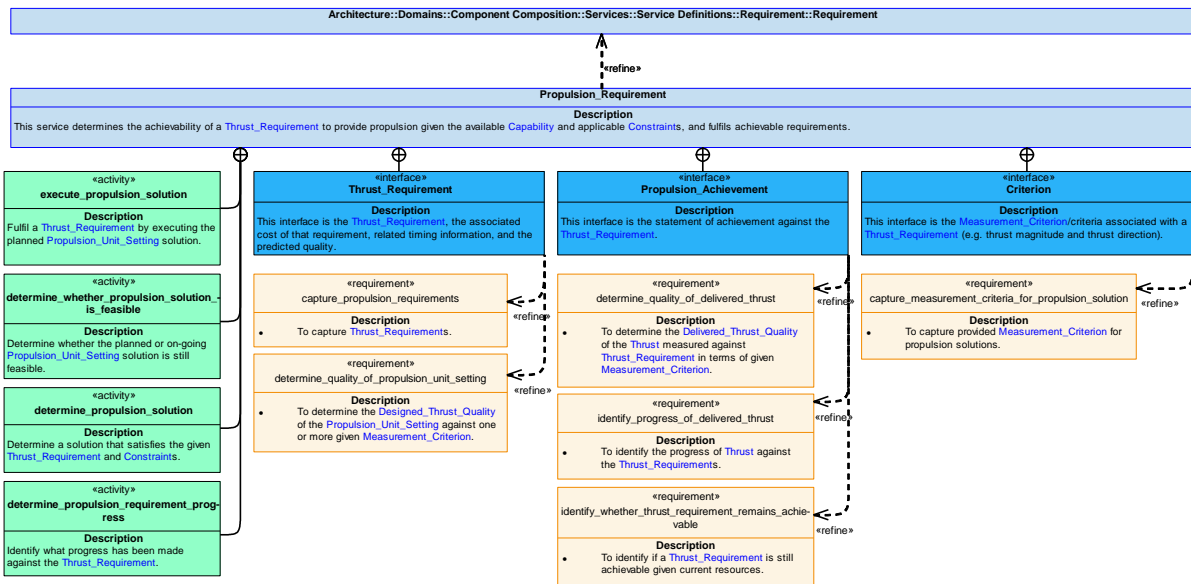 Architecture::Domains::Component Composition::Services::Service Definitions::Requirement::Requirement
«refine»
Propulsion_Requirement
Description
This service determines the achievability of a Thrust_Requirement to provide propulsion given the available Capability and applicable Constraints, and fulfils achievable requirements.
«activity»
execute_propulsion_solution
Description
Fulfil a Thrust_Requirement by executing the
planned Propulsion_Unit_Setting solution.
«activity»
determine_whether_propulsion_solution_-
is_feasible
Description
Determine whether the planned or on-going
Propulsion_Unit_Setting solution is still
feasible.
«activity»
determine_propulsion_solution
Description
Determine a solution that satisfies the given
Thrust_Requirement and Constraints.
«activity»
determine_propulsion_requirement_prog-
ress
Description
Identify what progress has been made
against the Thrust_Requirement.
«interface»
Thrust_Requirement
Description
This interface is the Thrust_Requirement, the associated
cost of that requirement, related timing information, and the
predicted quality.
«requirement»
capture_propulsion_requirements
Description
• To capture Thrust_Requirements.
«refine»
«requirement»
determine_quality_of_propulsion_unit_setting
Description
• To determine the Designed_Thrust_Quality
of the Propulsion_Unit_Setting against one
or more given Measurement_Criterion.
«refine»
«interface»
Propulsion_Achievement
Description
This interface is the statement of achievement against the
Thrust_Requirement.
«requirement»
determine_quality_of_delivered_thrust
Description
• To determine the Delivered_Thrust_Quality
of the Thrust measured against
Thrust_Requirement in terms of given
Measurement_Criterion.
«refine»
«requirement»
identify_progress_of_delivered_thrust
Description
• To identify the progress of Thrust against
the Thrust_Requirements.
«refine»
«requirement»
identify_whether_thrust_requirement_remains_achie-
vable
Description
• To identify if a Thrust_Requirement is still
achievable given current resources.
«refine»
«interface»
Criterion
Description
This interface is the Measurement_Criterion/criteria associated with a
Thrust_Requirement (e.g. thrust magnitude and thrust direction).
«requirement»
capture_measurement_criteria_for_propulsion_solution
Description
• To capture provided Measurement_Criterion for
propulsion solutions.
«refine»